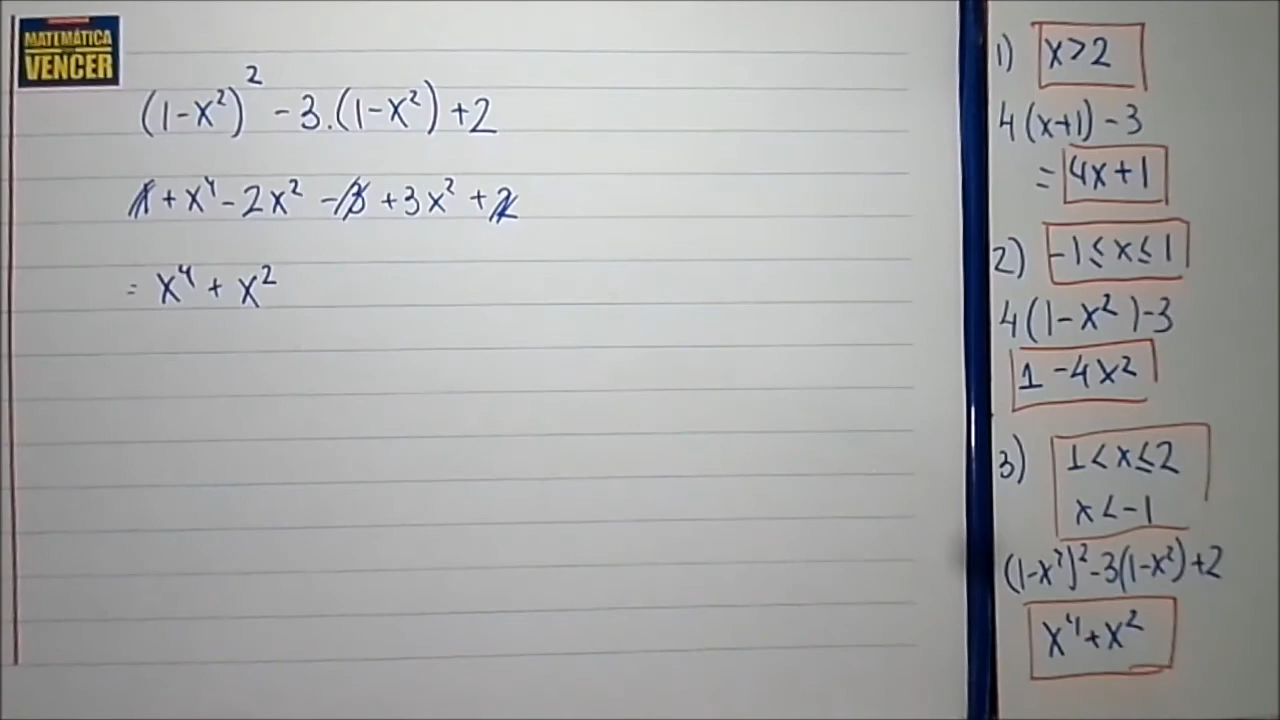 MATEMÁTICA
VENCER
(1-x²)² - 3.(1-x²) + 2
1 + x⁴ - 2x² - 3 + 3x² + 2
= x⁴ + x²
1) x > 2
4(x+1) - 3
= 4x+1
2) -1 ≤ x ≤ 1
4(1-x²) - 3
1 - 4x²
3) 1 < x ≤ 2
x < -1
(1-x²)² - 3(1-x²) + 2
x⁴ + x²